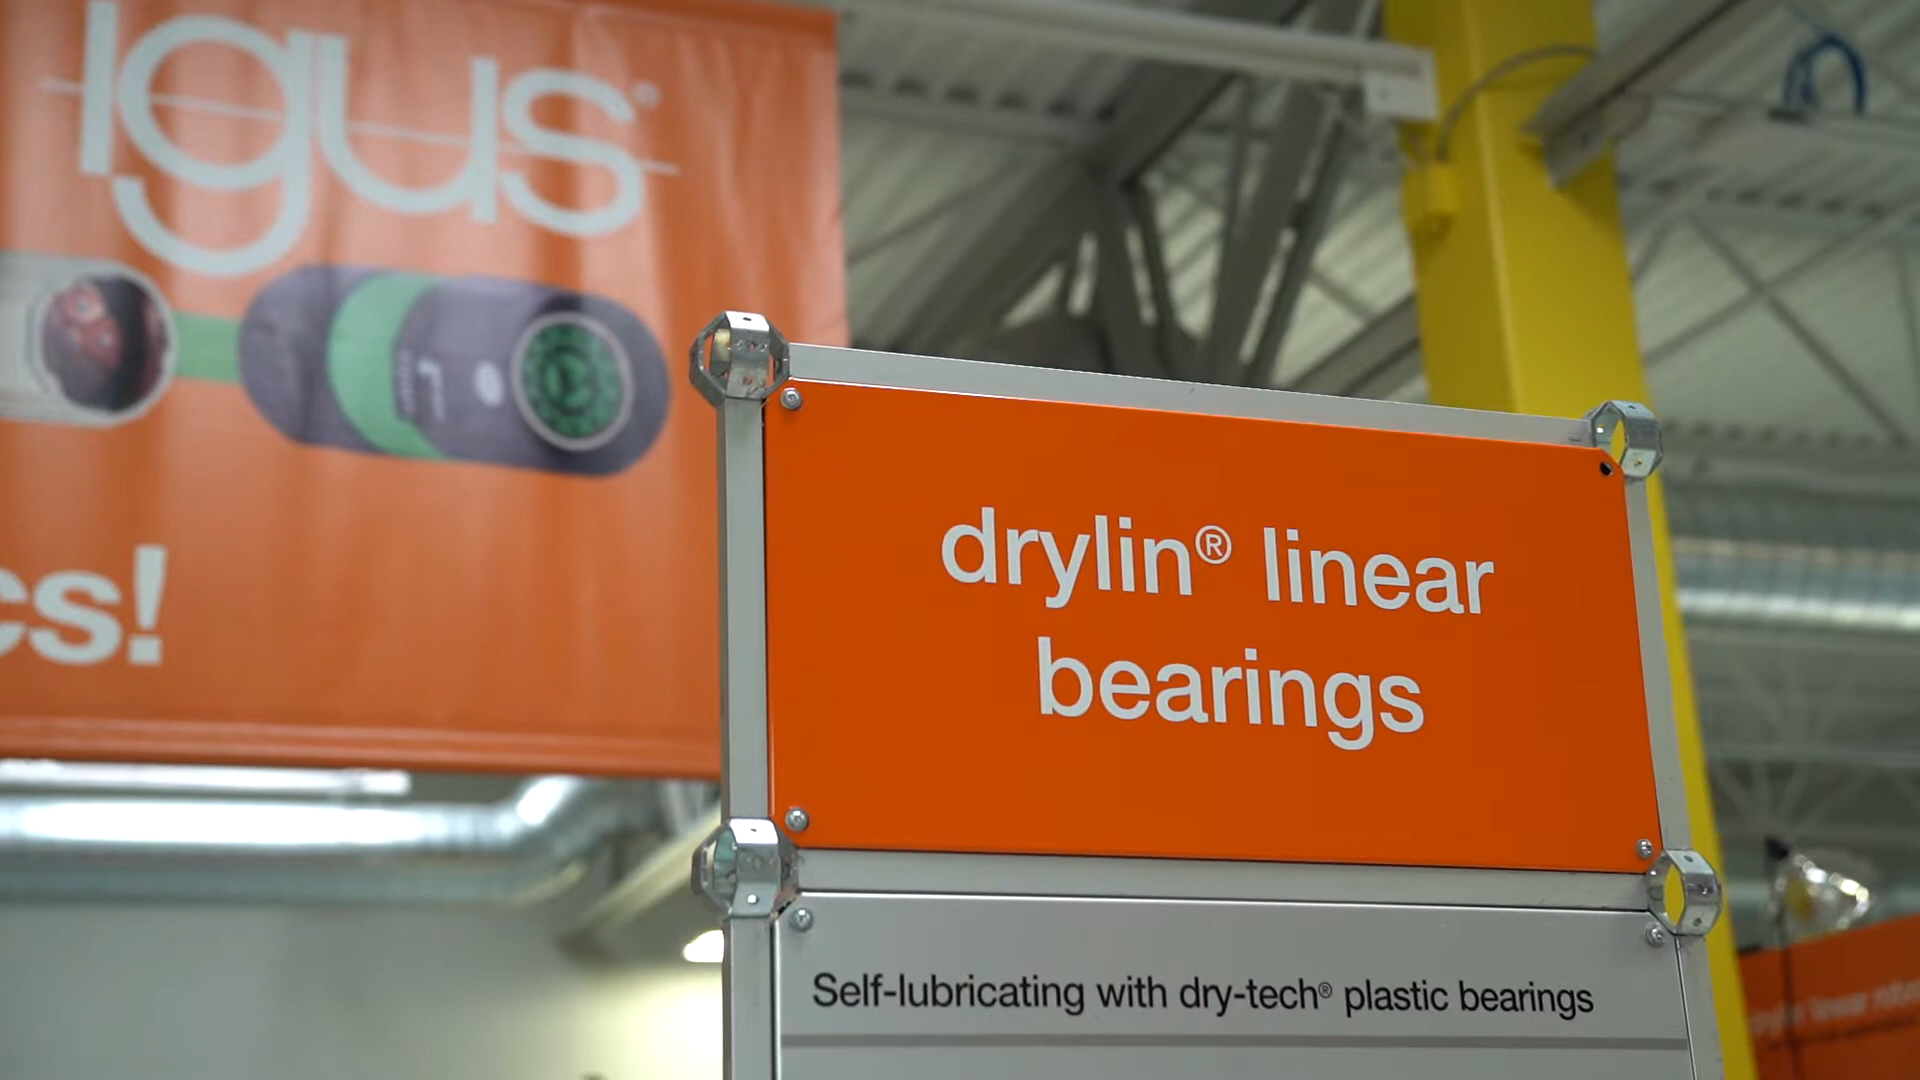 igus®
cs!
drylin® linear
bearings
Self-lubricating with dry-tech® plastic bearings